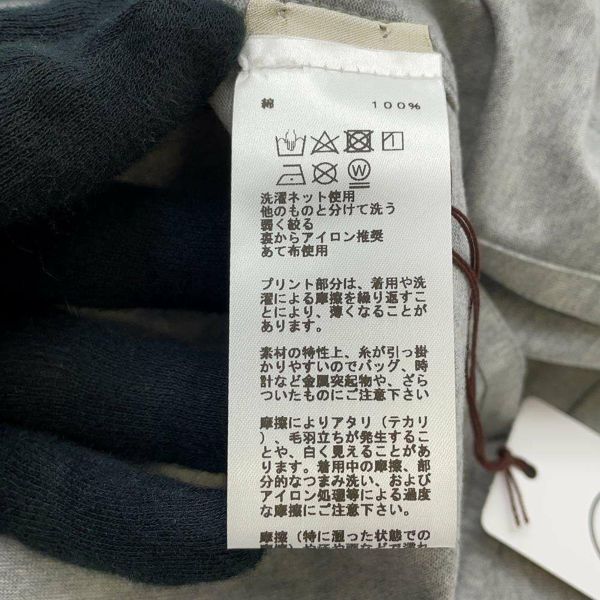 綿 100%
洗濯ネット使用
他のものと分けて洗う
弱く絞る
裏からアイロン推奨
あて布使用
プリント部分は、着用や洗
濯による摩擦を繰り返すこ
とにより、薄くなることが
あります。
素材の特性上、糸が引っ掛
かりやすいのでバッグ、時
計など金属突起物や、ざら
ついたものにご注意下さい
摩擦によりアタリ(テカリ
)、毛羽立ちが発生するこ
とや、白く見えることがあ
ります。着用中の摩擦、部
分的なつまみ洗い、および
アイロン処理等による過度
な摩擦にご注意下さい。
摩擦(特に湿った状態での